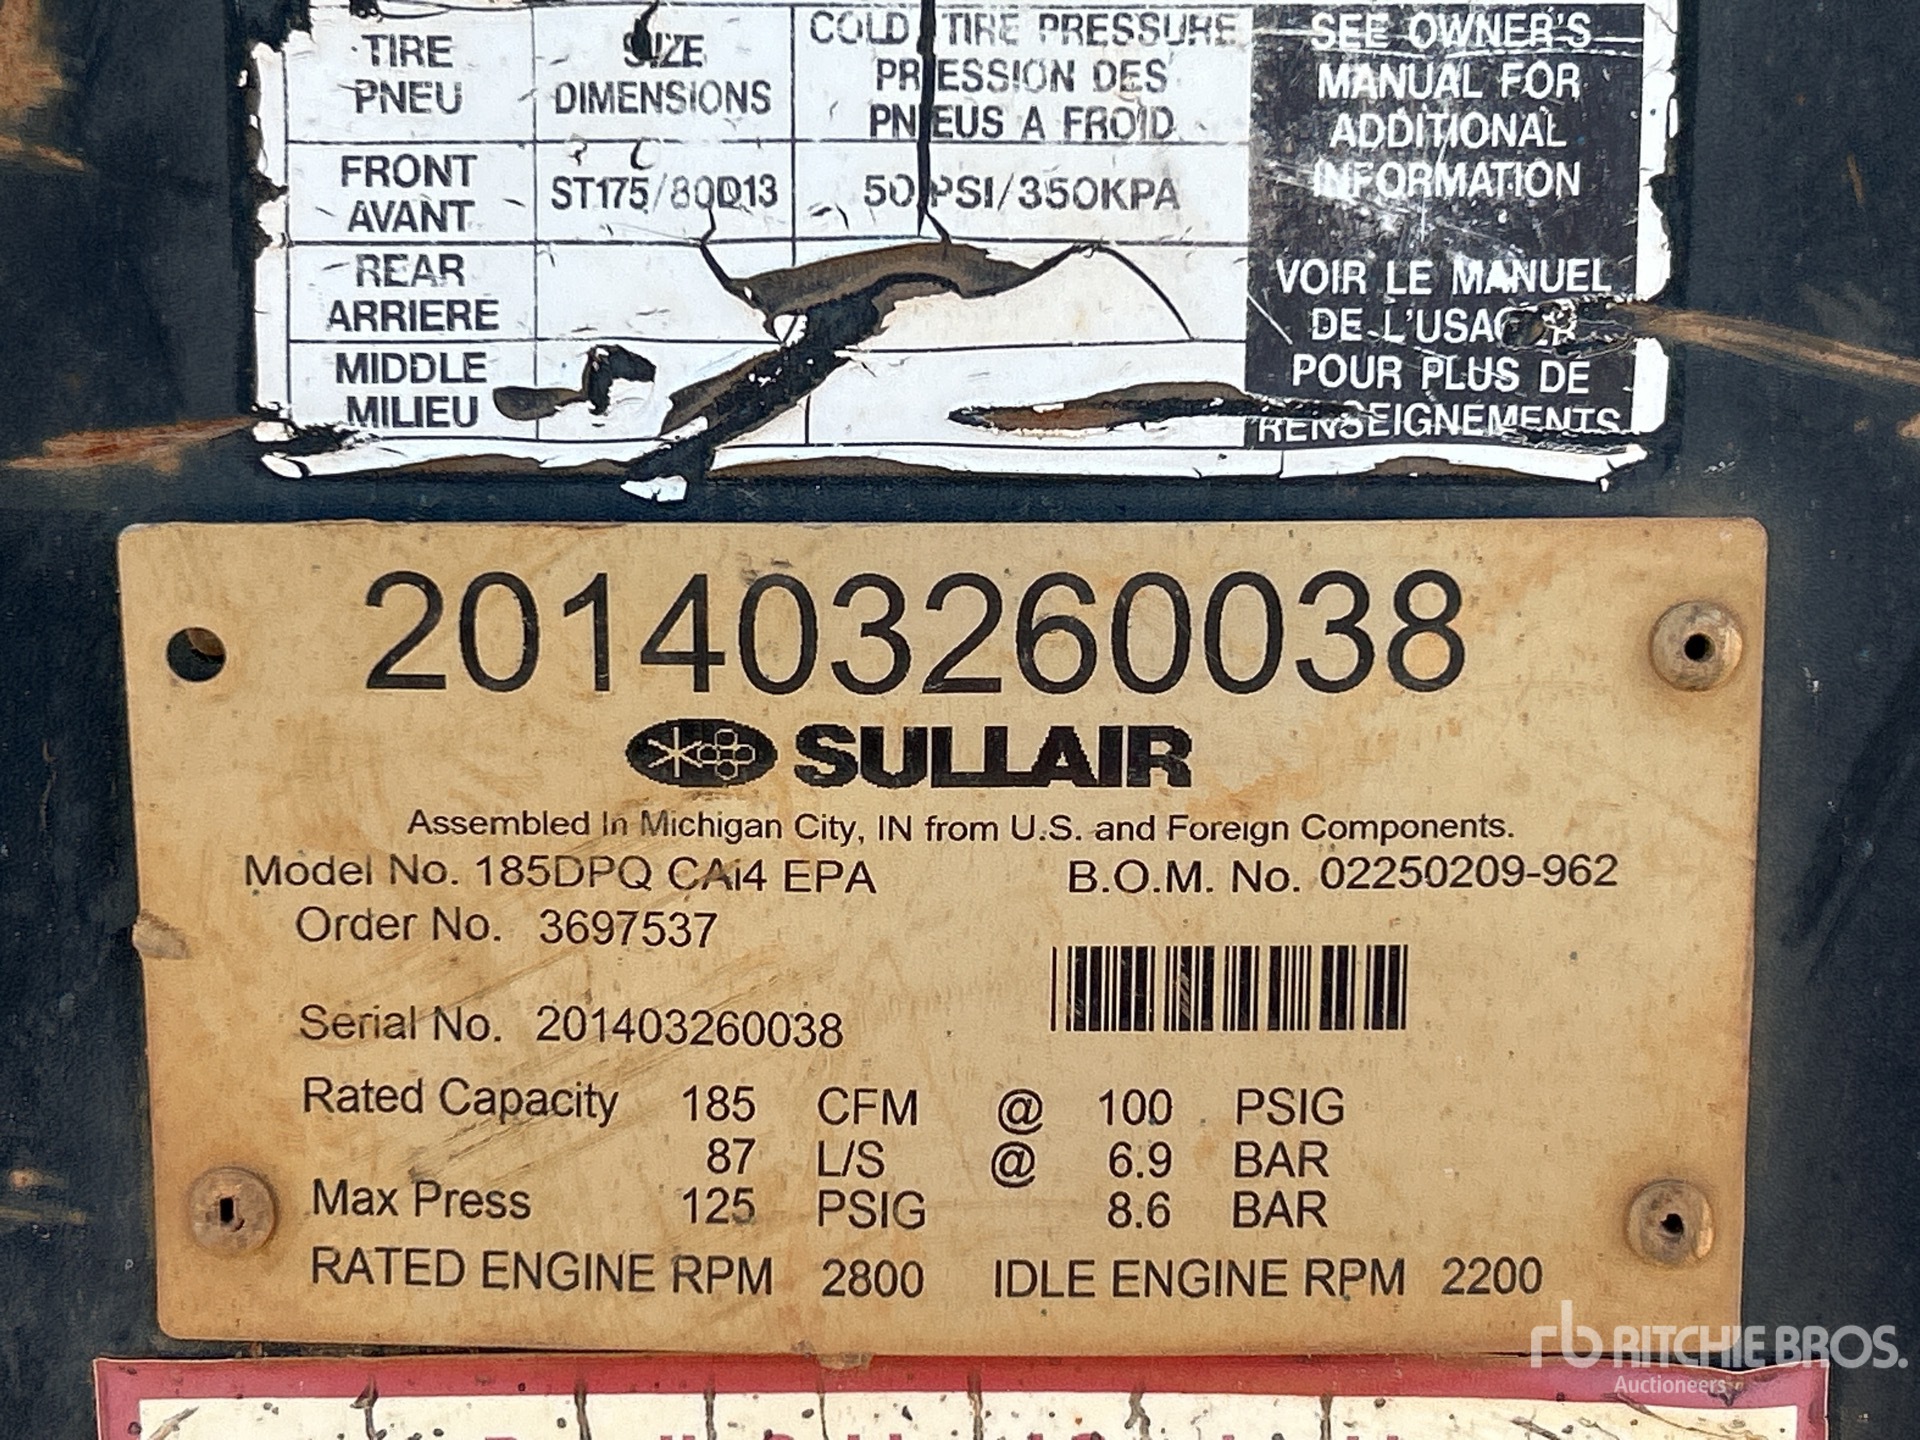 TIRE
PNEU
SIZE
DIMENSIONS
COLD TIRE PRESSURE
PRESSION DES
PNEUS A FROID
SEE OWNER'S
MANUAL FOR
ADDITIONAL
INFORMATION
FRONT
AVANT
ST175/80D13
50 PSI/350KPA
REAR
ARRIERE
MIDDLE
MILIEU
VOIR LE MANUEL
DE L'USAGER
POUR PLUS DE
RENSEIGNEMENTS
201403260038
SULLAIR
Assembled In Michigan City, IN from U.S. and Foreign Components.
Model No. 185DPQ CAi4 EPA B.O.M. No. 02250209-962
Order No. 3697537
Serial No. 201403260038
Rated Capacity 185 CFM @ 100 PSIG
87 L/S @ 6.9 BAR
Max Press 125 PSIG 8.6 BAR
RATED ENGINE RPM 2800 IDLE ENGINE RPM 2200
rb RITCHIE BROS.
Auctioneers